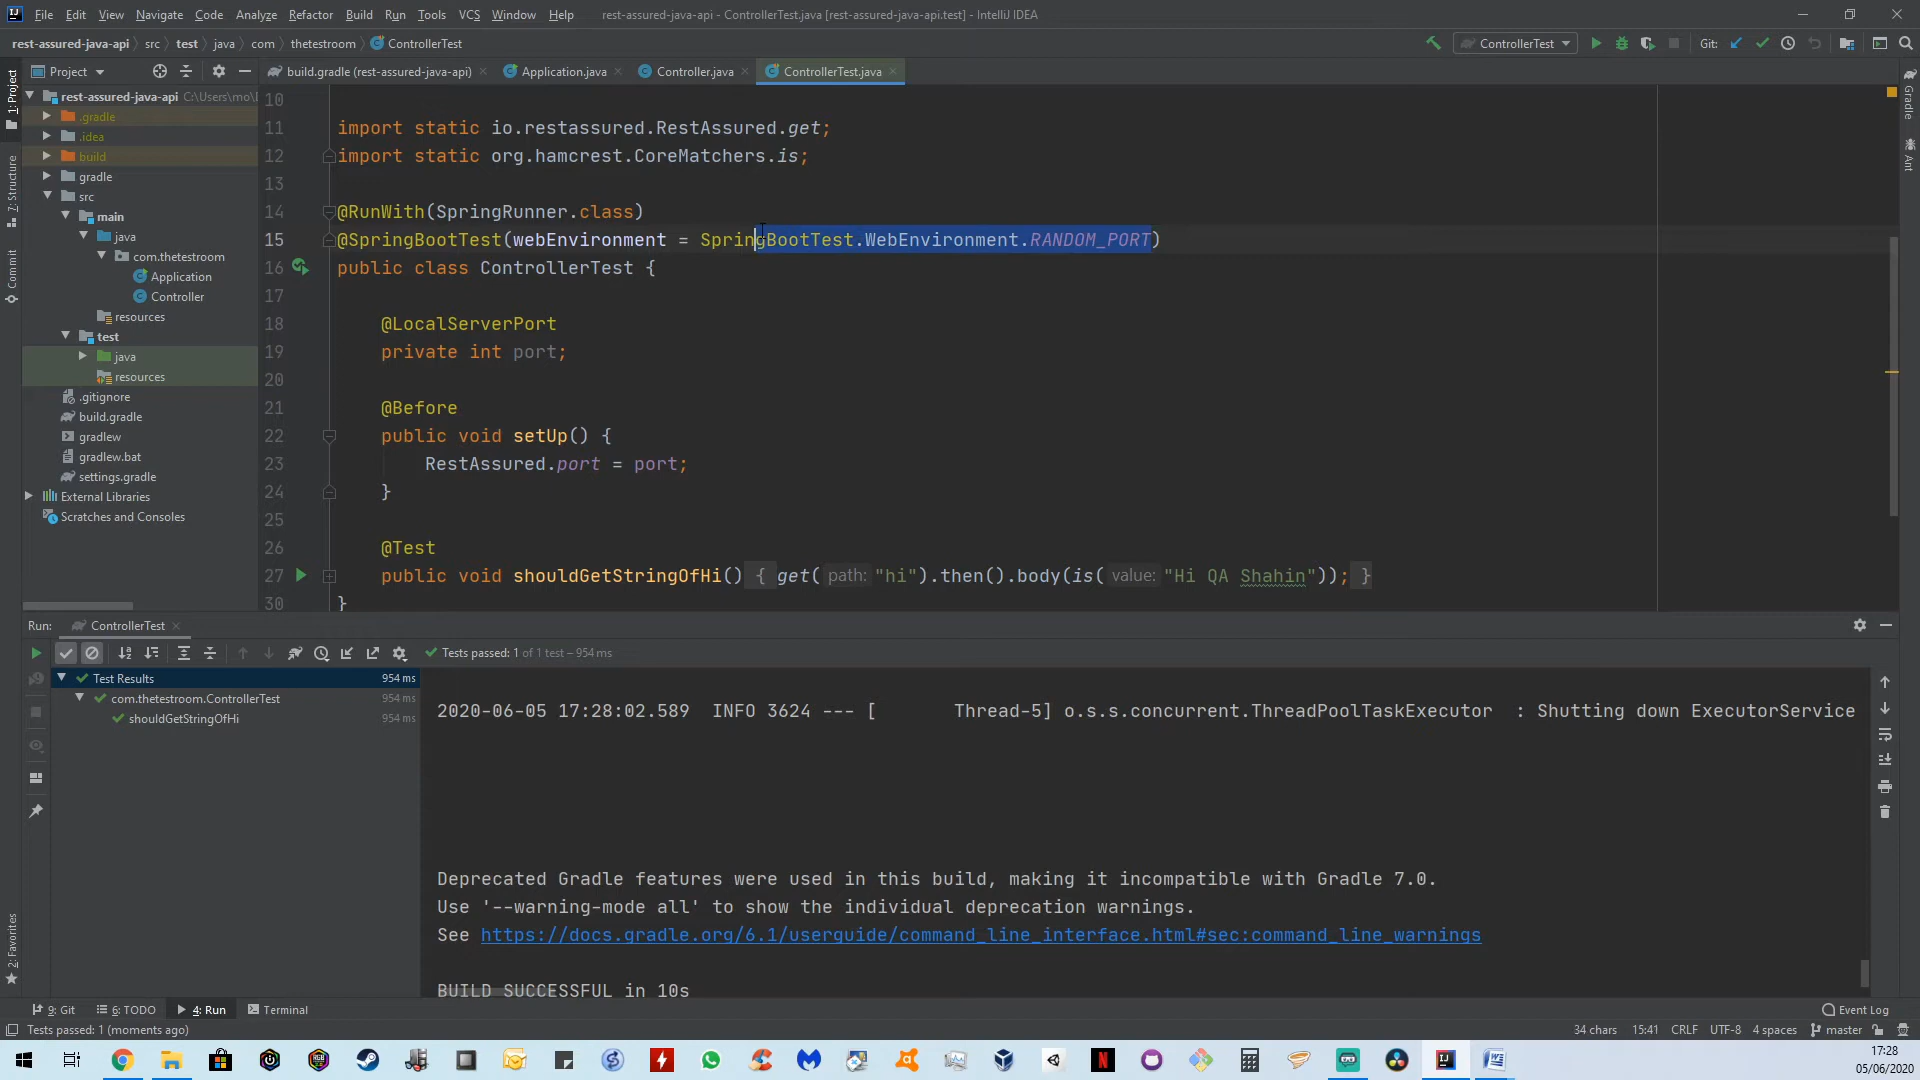 File Edit View Navigate Code Analyze Refactor Build Run Tools VCS Window Help rest-assured-java-api - ControllerTest.java [rest-assured-java-api.test] - IntelliJ IDEA
rest-assured-java-api src test java com thetestroom ControllerTest ControllerTest Git:
1: Project
7: Structure
Commit
2: Favorites
Project
build.gradle (rest-assured-java-api) Application.java Controller.java ControllerTest.java
rest-assured-java-api C:\Users\mo\
.gradle
.idea
build
gradle
src
main
java
com.thetestroom
Application
Controller
resources
test
java
resources
.gitignore
build.gradle
gradlew
gradlew.bat
settings.gradle
External Libraries
Scratches and Consoles
10
11 import static io.restassured.RestAssured.get;
12 import static org.hamcrest.CoreMatchers.is;
13
14 @RunWith(SpringRunner.class)
15 @SpringBootTest(webEnvironment = SpringBootTest.WebEnvironment.RANDOM_PORT)
16 public class ControllerTest {
17
18 @LocalServerPort
19 private int port;
20
21 @Before
22 public void setUp() {
23 RestAssured.port = port;
24 }
25
26 @Test
27 public void shouldGetStringOfHi() { get( path: "hi").then().body(is( value: "Hi QA Shahin")); }
30 }
Gradle
Ant
Run: ControllerTest
Tests passed: 1 of 1 test – 954 ms
Test Results 954 ms
com.thetestroom.ControllerTest 954 ms
shouldGetStringOfHi 954 ms
2020-06-05 17:28:02.589 INFO 3624 --- [ Thread-5] o.s.s.concurrent.ThreadPoolTaskExecutor : Shutting down ExecutorService
Deprecated Gradle features were used in this build, making it incompatible with Gradle 7.0.
Use '--warning-mode all' to show the individual deprecation warnings.
See https://docs.gradle.org/6.1/userguide/command_line_interface.html#sec:command_line_warnings
BUILD SUCCESSFUL in 10s
9: Git 6: TODO 4: Run Terminal Event Log
Tests passed: 1 (moments ago) 34 chars 15:41 CRLF UTF-8 4 spaces master
17:28
05/06/2020